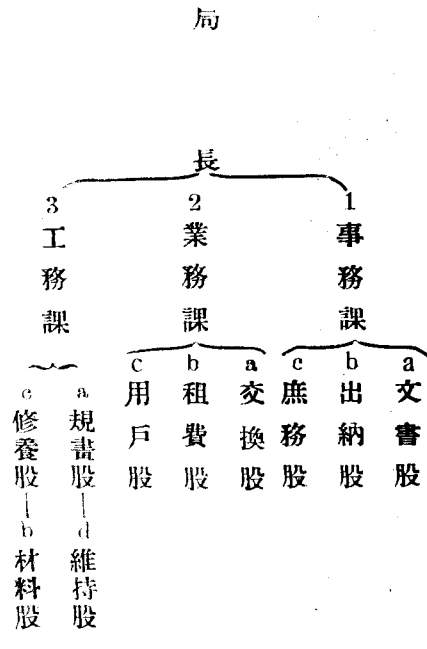 局長
1 事務課
a 文書股
b 出納股
c 庶務股
2 業務課
a 交換股
b 租費股
c 用戶股
3 工務課
a 規畫股—d 維持股
c 修養股—b 材料股